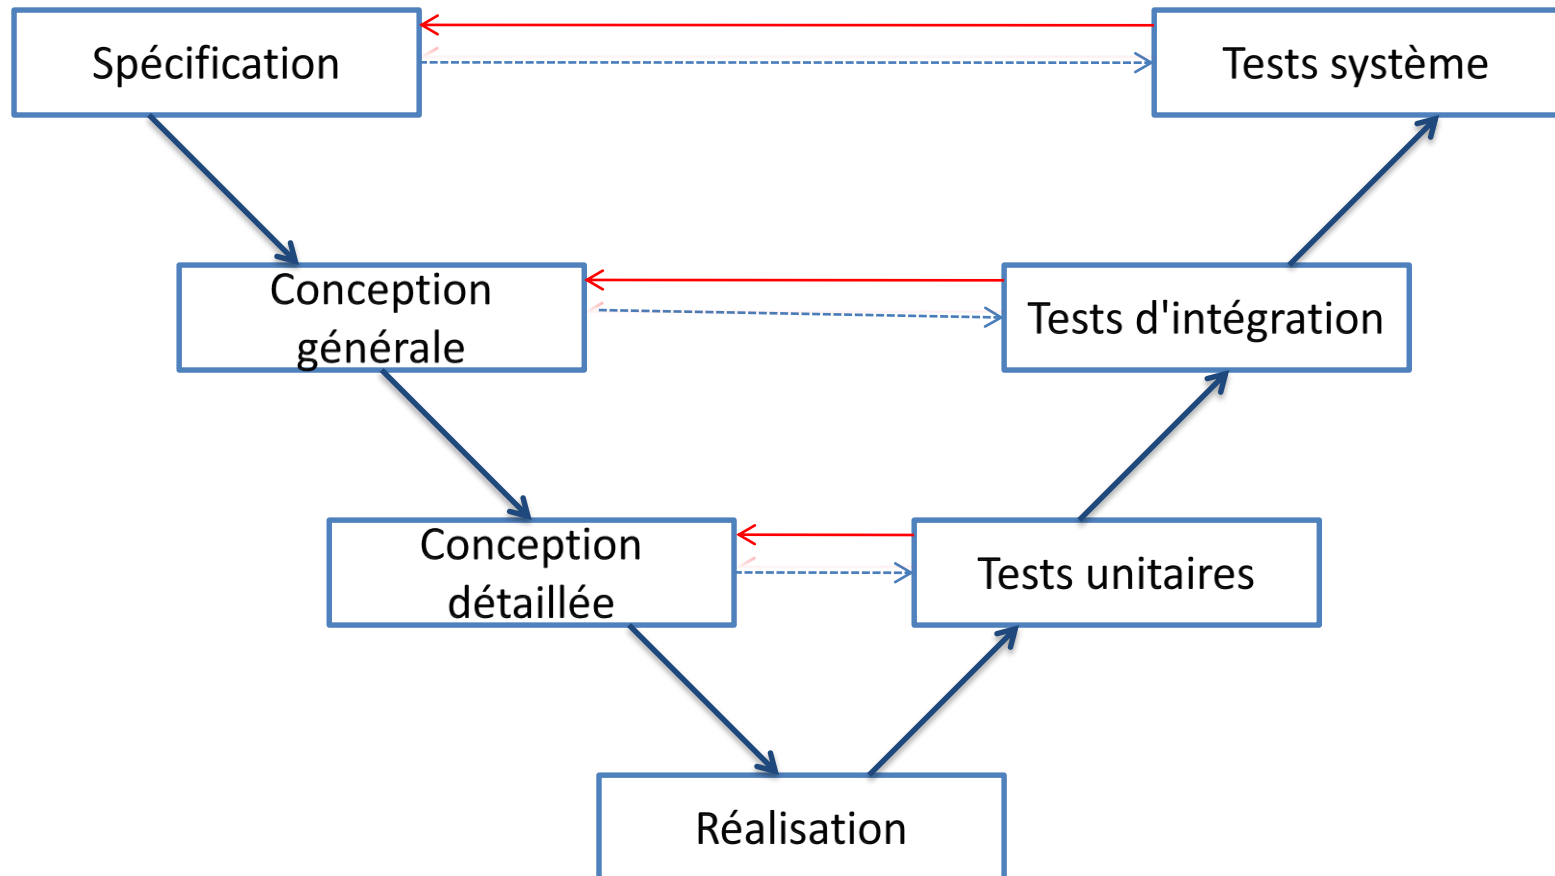 Spécification
Tests système
Conception
générale
Tests d'intégration
Conception
détaillée
Tests unitaires
Réalisation